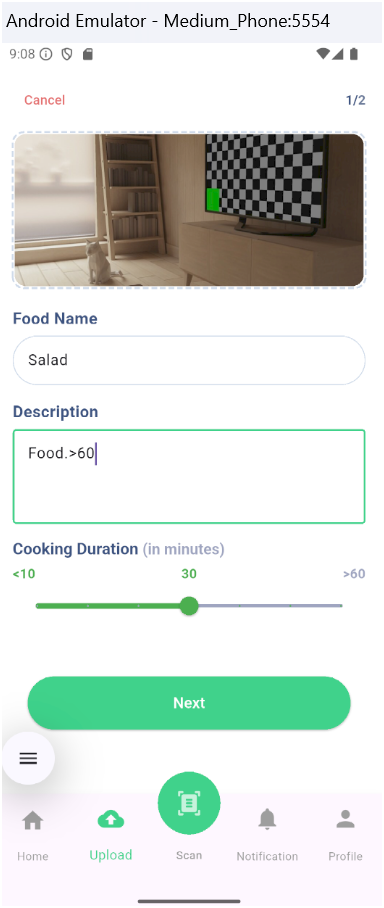 Android Emulator - Medium_Phone:5554
9:08
Cancel 1/2
Food Name
Salad
Description
Food.>60
Cooking Duration (in minutes)
<10 30 >60
Next
Home Upload Scan Notification Profile